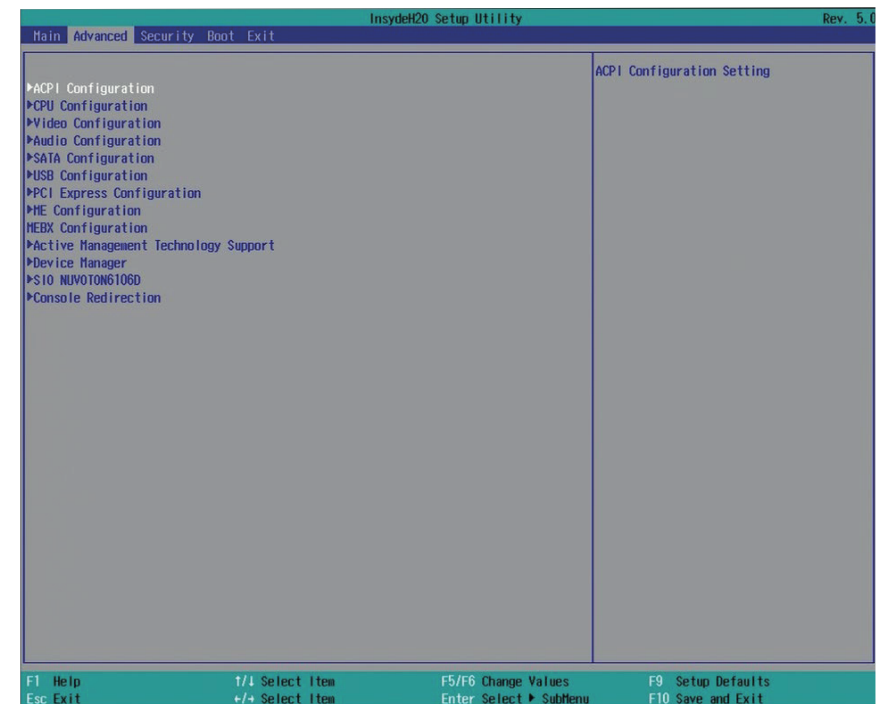 InsydeH20 Setup Utility Rev. 5.0
Main Advanced Security Boot Exit
ACPI Configuration Setting
▶ACPI Configuration
▶CPU Configuration
▶Video Configuration
▶Audio Configuration
▶SATA Configuration
▶USB Configuration
▶PCI Express Configuration
▶ME Configuration
MEBX Configuration
▶Active Management Technology Support
▶Device Manager
▶SIO NUVOTON6106D
▶Console Redirection
F1 Help ↑/↓ Select Item F5/F6 Change Values F9 Setup Defaults
Esc Exit ←/→ Select Item Enter Select ▶ SubMenu F10 Save and Exit